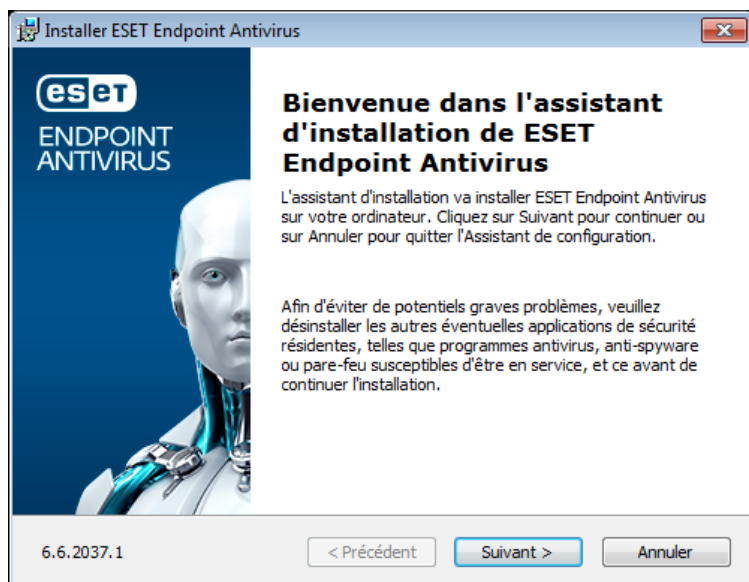 Installer ESET Endpoint Antivirus
eset
ENDPOINT
ANTIVIRUS
Bienvenue dans l'assistant
d'installation de ESET
Endpoint Antivirus
L'assistant d'installation va installer ESET Endpoint Antivirus
sur votre ordinateur. Cliquez sur Suivant pour continuer ou
sur Annuler pour quitter l'Assistant de configuration.
Afin d'éviter de potentiels graves problèmes, veuillez
désinstaller les autres éventuelles applications de sécurité
résidentes, telles que programmes antivirus, anti-spyware
ou pare-feu susceptibles d'être en service, et ce avant de
continuer l'installation.
6.6.2037.1
< Précédent
Suivant >
Annuler